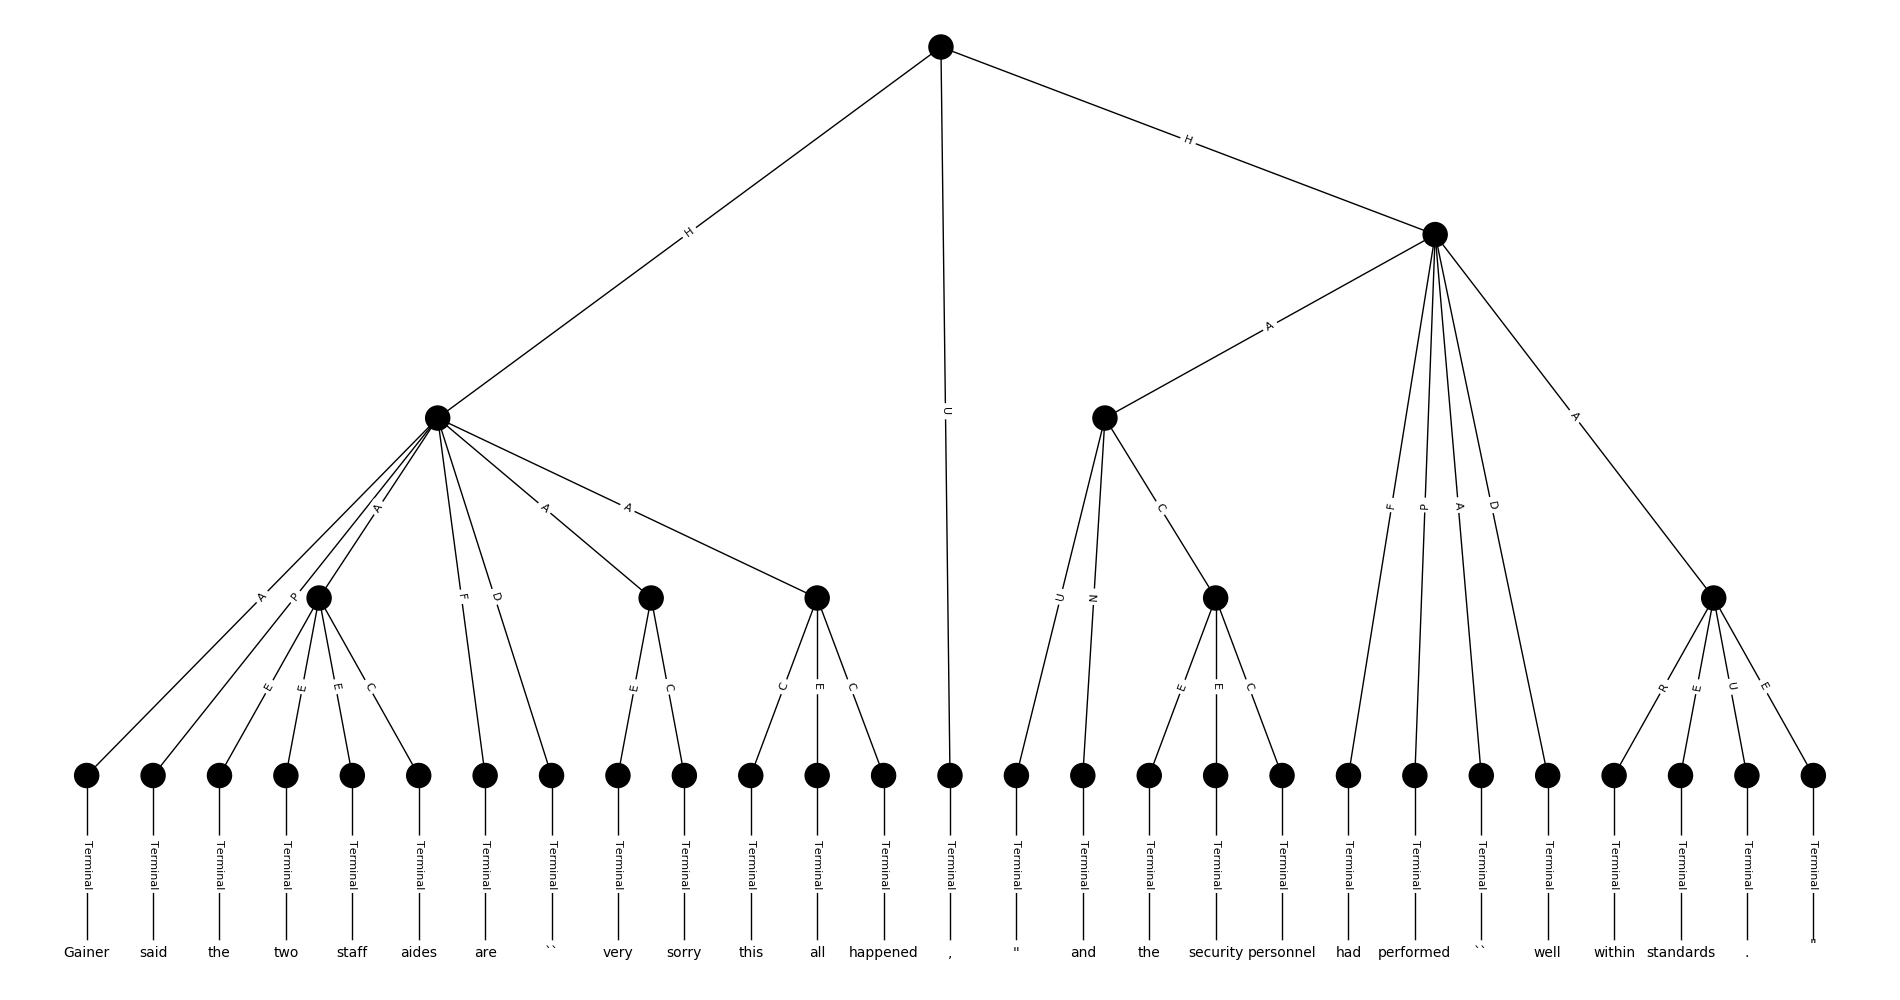 H
H
H
A
U
A
A
A
A
A
F
P
A
D
C
A
P
F
D
U
N
E
E
E
C
E
C
C
E
C
E
E
C
R
E
U
E
Terminal Terminal Terminal Terminal Terminal Terminal Terminal Terminal Terminal Terminal Terminal Terminal Terminal Terminal Terminal Terminal Terminal Terminal Terminal Terminal Terminal Terminal Terminal Terminal Terminal Terminal Terminal
Gainer said the two staff aides are `` very sorry this all happened , " and the security personnel had performed `` well within standards . "